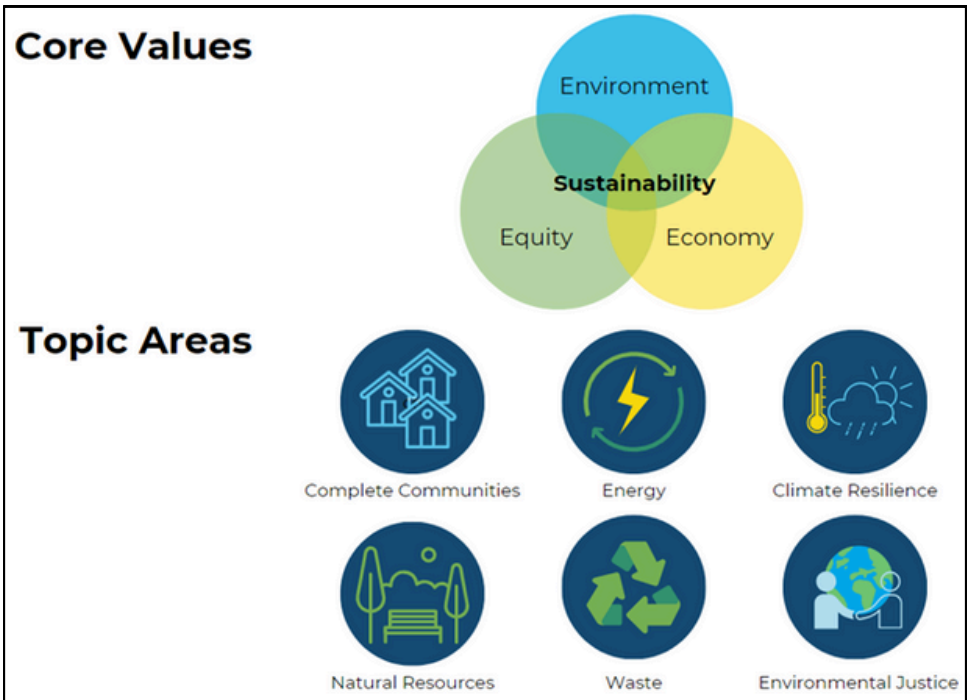 Core Values
Environment
Sustainability
Equity
Economy
Topic Areas
Complete Communities
Energy
Climate Resilience
Natural Resources
Waste
Environmental Justice